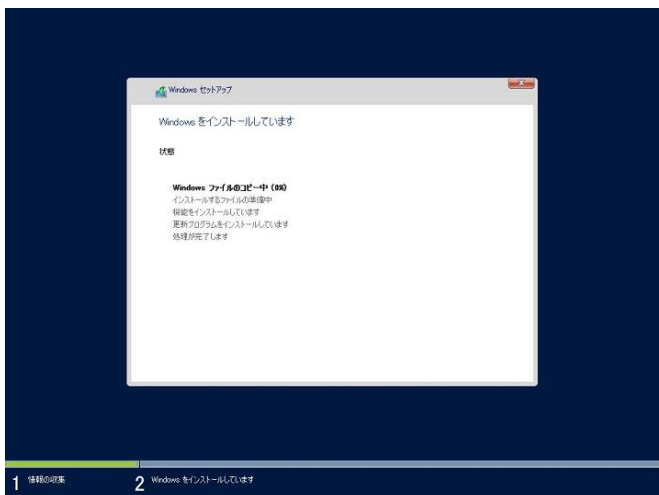 Windows セットアップ
Windows をインストールしています
状態
Windows ファイルのコピー中 (0%)
インストールするファイルの準備中
機能をインストールしています
更新プログラムをインストールしています
処理が完了します
1 情報の収集
2 Windows をインストールしています